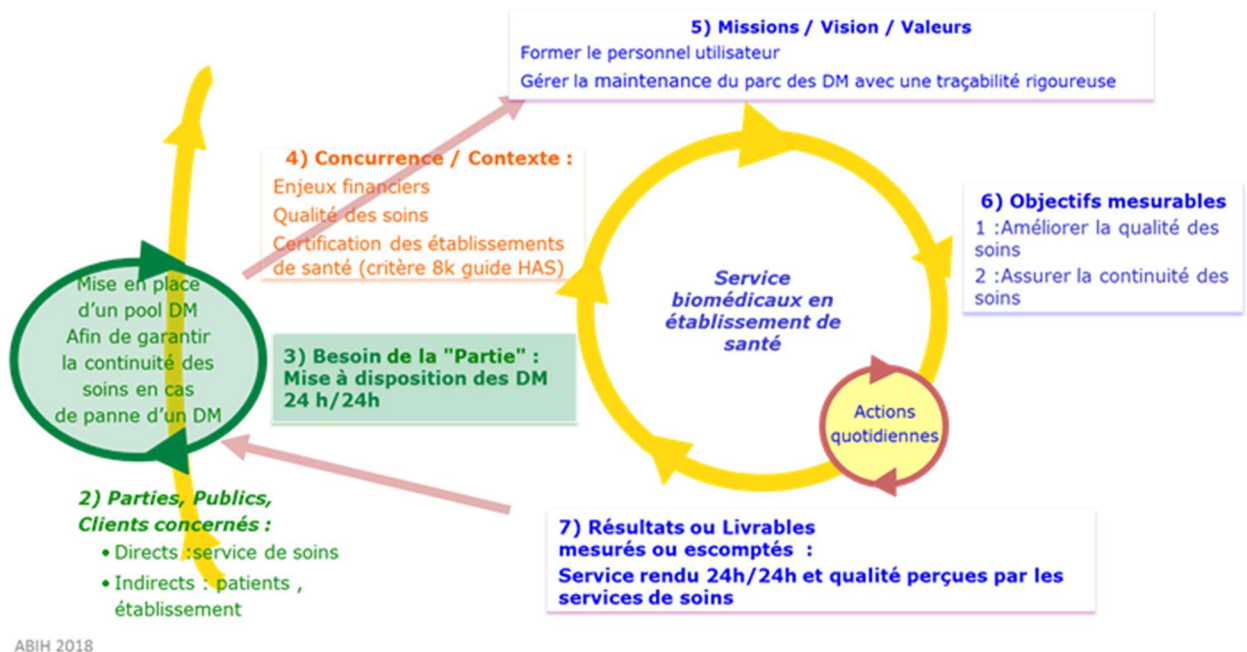 5) Missions / Vision / Valeurs
Former le personnel utilisateur
Gérer la maintenance du parc des DM avec une traçabilité rigoureuse
4) Concurrence / Contexte :
Enjeux financiers
Qualité des soins
Certification des établissements
de santé (critère 8k guide HAS)
6) Objectifs mesurables
1 :Améliorer la qualité des
soins
2 :Assurer la continuité des
soins
Mise en place
d'un pool DM
Afin de garantir
la continuité des
soins en cas
de panne d'un DM
3) Besoin de la "Partie" :
Mise à disposition des DM
24 h/24h
Service
biomédicaux en
établissement de
santé
Actions
quotidiennes
2) Parties, Publics,
Clients concernés :
• Directs :service de soins
• Indirects : patients ,
établissement
7) Résultats ou Livrables
mesurés ou escomptés :
Service rendu 24h/24h et qualité perçues par les
services de soins
ABIH 2018